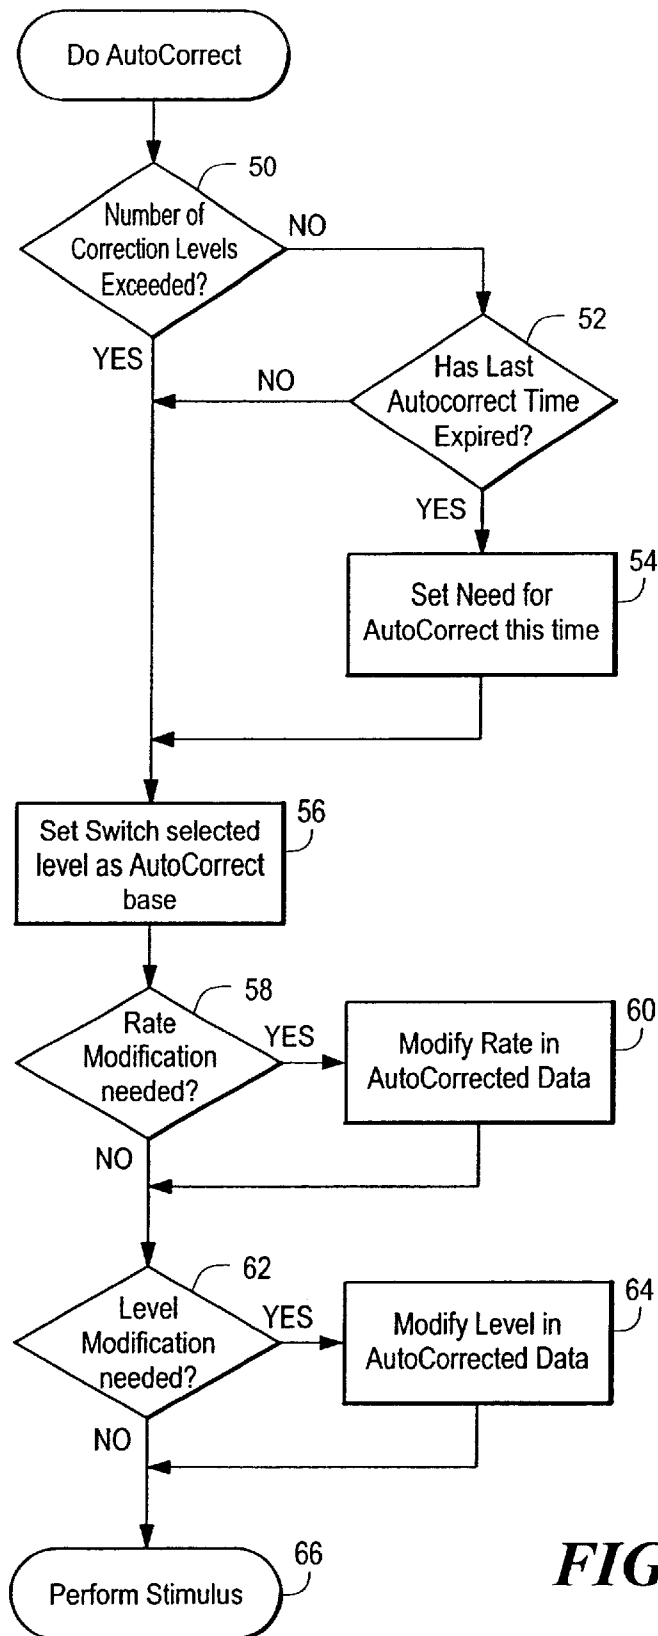 Do AutoCorrect
50
Number of
Correction Levels
Exceeded?
NO
YES
52
Has Last
Autocorrect Time
Expired?
NO
YES
54
Set Need for
AutoCorrect this time
56
Set Switch selected
level as AutoCorrect
base
58
Rate
Modification
needed?
YES
NO
60
Modify Rate in
AutoCorrected Data
62
Level
Modification
needed?
YES
NO
64
Modify Level in
AutoCorrected Data
66
Perform Stimulus
FIG